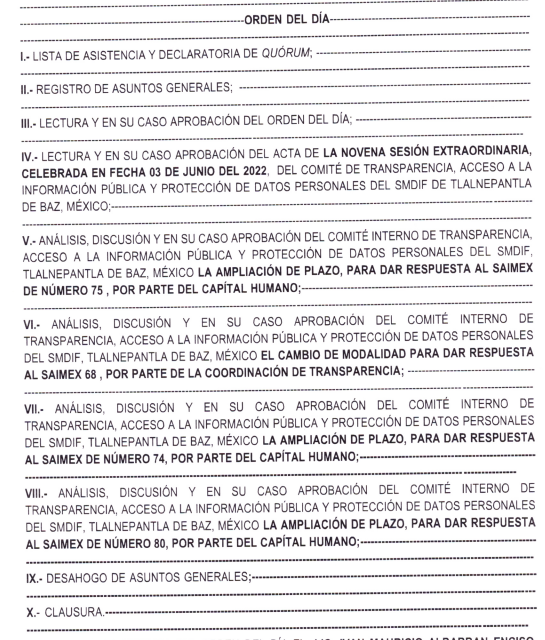 ORDEN DEL DÍA
I.- LISTA DE ASISTENCIA Y DECLARATORIA DE QUÓRUM;
II.- REGISTRO DE ASUNTOS GENERALES;
III.- LECTURA Y EN SU CASO APROBACIÓN DEL ORDEN DEL DÍA;
IV.- LECTURA Y EN SU CASO APROBACIÓN DEL ACTA DE LA NOVENA SESIÓN EXTRAORDINARIA,
CELEBRADA EN FECHA 03 DE JUNIO DEL 2022, DEL COMITÉ DE TRANSPARENCIA, ACCESO A LA
INFORMACIÓN PÚBLICA Y PROTECCIÓN DE DATOS PERSONALES DEL SMDIF DE TLALNEPANTLA
DE BAZ, MÉXICO;
V.- ANÁLISIS, DISCUSIÓN Y EN SU CASO APROBACIÓN DEL COMITÉ INTERNO DE TRANSPARENCIA,
ACCESO A LA INFORMACIÓN PÚBLICA Y PROTECCIÓN DE DATOS PERSONALES DEL SMDIF,
TLALNEPANTLA DE BAZ, MÉXICO LA AMPLIACIÓN DE PLAZO, PARA DAR RESPUESTA AL SAIMEX
DE NÚMERO 75 , POR PARTE DEL CAPÍTAL HUMANO;
VI.- ANÁLISIS, DISCUSIÓN Y EN SU CASO APROBACIÓN DEL COMITÉ INTERNO DE
TRANSPARENCIA, ACCESO A LA INFORMACIÓN PÚBLICA Y PROTECCIÓN DE DATOS PERSONALES
DEL SMDIF, TLALNEPANTLA DE BAZ, MÉXICO EL CAMBIO DE MODALIDAD PARA DAR RESPUESTA
AL SAIMEX 68 , POR PARTE DE LA COORDINACIÓN DE TRANSPARENCIA;
VII.- ANÁLISIS, DISCUSIÓN Y EN SU CASO APROBACIÓN DEL COMITÉ INTERNO DE
TRANSPARENCIA, ACCESO A LA INFORMACIÓN PÚBLICA Y PROTECCIÓN DE DATOS PERSONALES
DEL SMDIF, TLALNEPANTLA DE BAZ, MÉXICO LA AMPLIACIÓN DE PLAZO, PARA DAR RESPUESTA
AL SAIMEX DE NÚMERO 74, POR PARTE DEL CAPÍTAL HUMANO;
VIII.- ANÁLISIS, DISCUSIÓN Y EN SU CASO APROBACIÓN DEL COMITÉ INTERNO DE
TRANSPARENCIA, ACCESO A LA INFORMACIÓN PÚBLICA Y PROTECCIÓN DE DATOS PERSONALES
DEL SMDIF, TLALNEPANTLA DE BAZ, MÉXICO LA AMPLIACIÓN DE PLAZO, PARA DAR RESPUESTA
AL SAIMEX DE NÚMERO 80, POR PARTE DEL CAPÍTAL HUMANO;
IX.- DESAHOGO DE ASUNTOS GENERALES;
X.- CLAUSURA.